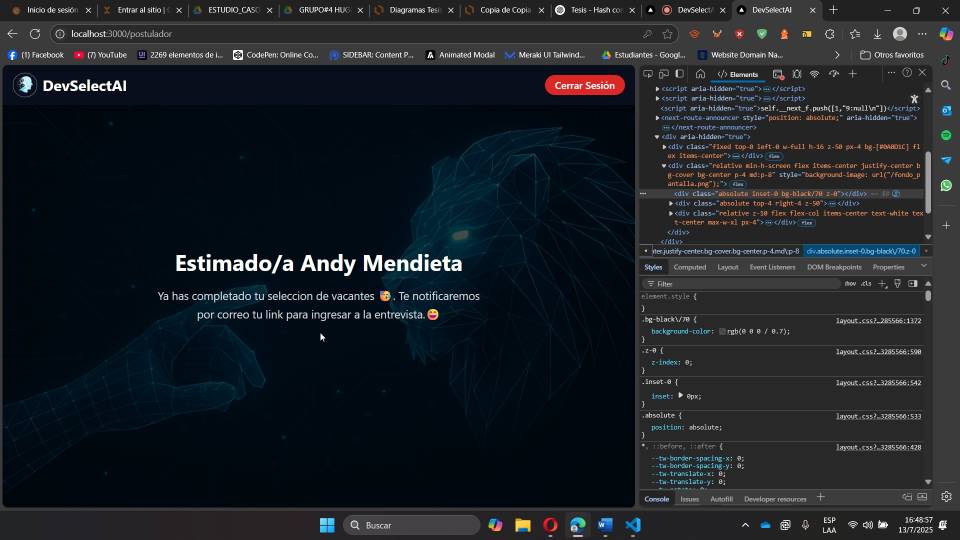 Inicio de sesión
Entrar al sitio | 
ESTUDIO_CASO
GRUPO#4 HUG
Diagramas Tesis
Copia de Copia
Tesis - Hash con
DevSelectA
DevSelectAI
localhost:3000/postulador
(1) Facebook
(7) YouTube
2269 elementos de i...
CodePen: Online Co...
SIDEBAR: Content P...
Animated Modal
Meraki UI Tailwind...
Estudiantes - Googl...
Website Domain Na...
Otros favoritos
DevSelectAI
Cerrar Sesión
Estimado/a Andy Mendieta
Ya has completado tu seleccion de vacantes 🥳. Te notificaremos
por correo tu link para ingresar a la entrevista.😄
Elements
<script aria-hidden="true">…</script>
<script aria-hidden="true">…</script>
<script aria-hidden="true">self.__next_f.push([1,"9:null\n"])</script>
<next-route-announcer style="position: absolute;" aria-hidden="true">
…</next-route-announcer>
<div aria-hidden="true">
<div class="fixed top-0 left-0 w-full h-16 z-50 px-4 bg-[#0A0D1C] fl
ex items-center">…</div> flex
<div class="relative min-h-screen flex items-center justify-center b
g-cover bg-center p-4 md:p-8" style="background-image: url("/fondo_p
antalla.png");"> flex
<div class="absolute inset-0 bg-black/70 z-0"></div> == $0
<div class="absolute top-4 right-4 z-50">…</div>
<div class="relative z-10 flex flex-col items-center text-white tex
t-center max-w-xl px-4">…</div> flex
</div>
nter.justify-center.bg-cover.bg-center.p-4.md\:p-8
div.absolute.inset-0.bg-black\/70.z-0
Styles
Computed
Layout
Event Listeners
DOM Breakpoints
Properties
Filter
:hov
.cls
element.style {
}
.bg-black\/70 {
layout.css?…3285566:1372
background-color: rgb(0 0 0 / 0.7);
}
.z-0 {
layout.css?…3285566:590
z-index: 0;
}
.inset-0 {
layout.css?…3285566:542
inset: 0px;
}
.absolute {
layout.css?…3285566:533
position: absolute;
}
*, ::before, ::after {
layout.css?…3285566:428
--tw-border-spacing-x: 0;
--tw-border-spacing-y: 0;
--tw-translate-x: 0;
--tw-translate-y: 0;
Console
Issues
Autofill
Developer resources
Buscar
ESP
LAA
16:48:57
13/7/2025